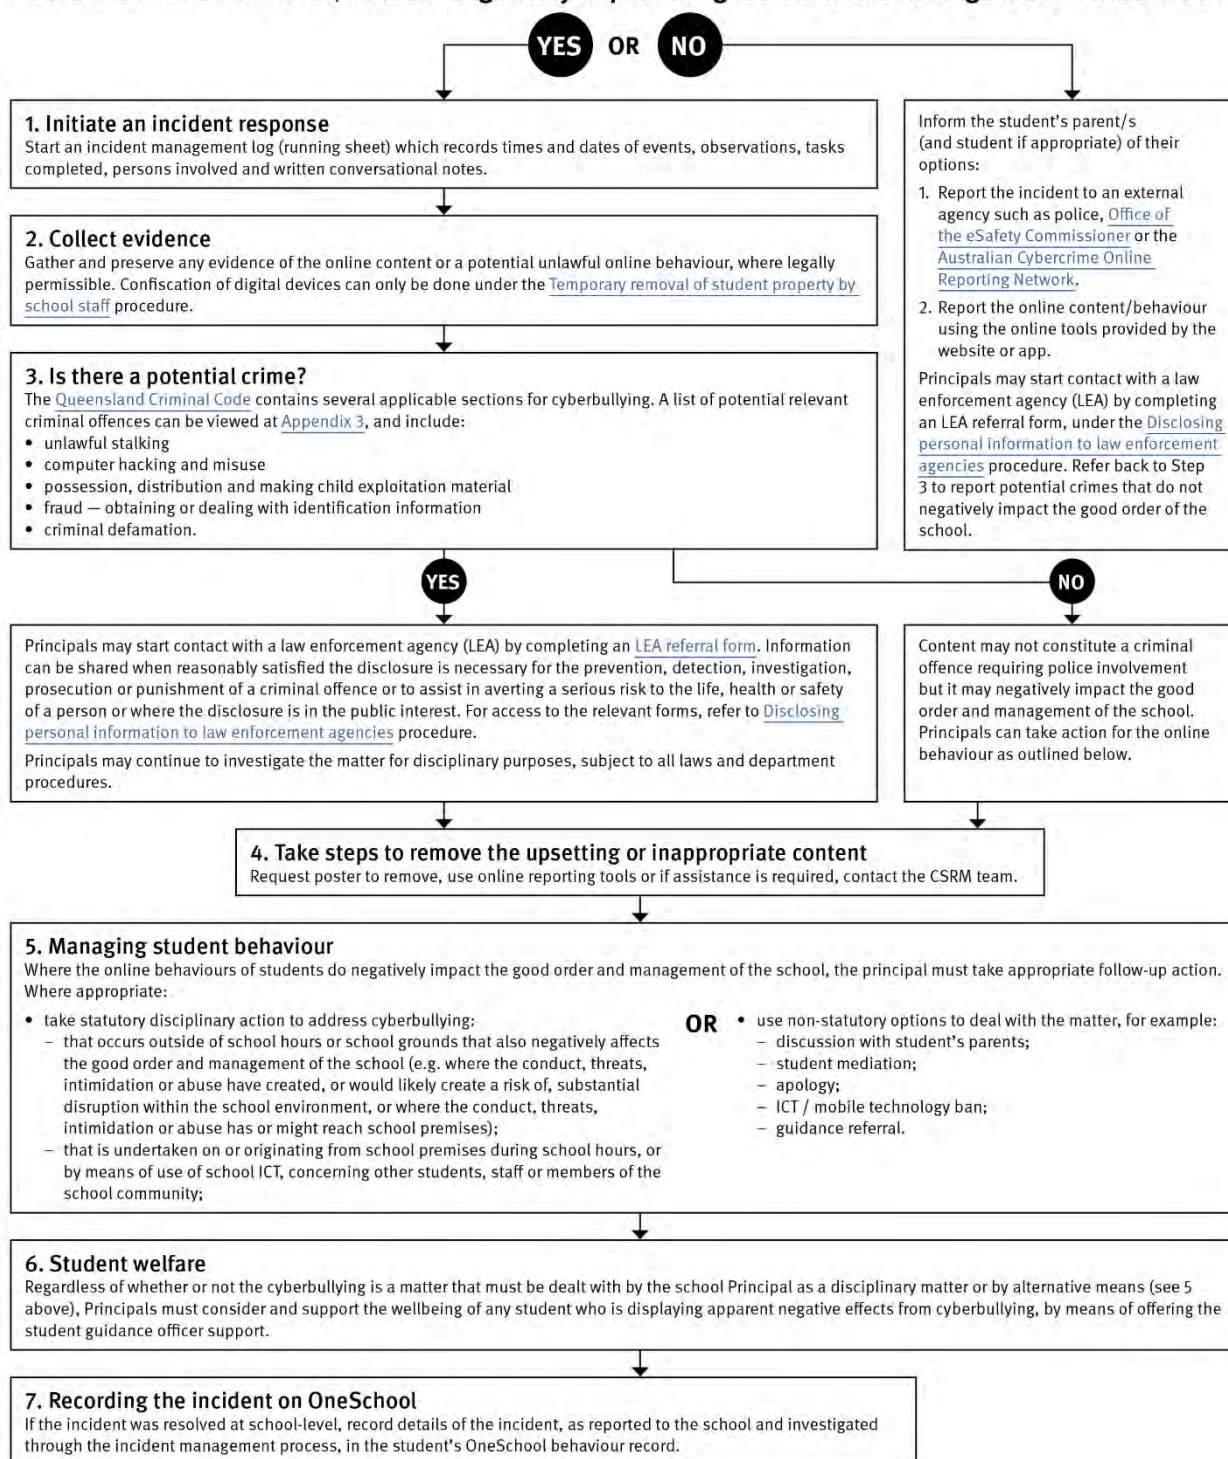 YES OR NO
1. Initiate an incident response
Start an incident management log (running sheet) which records times and dates of events, observations, tasks
completed, persons involved and written conversational notes.
2. Collect evidence
Gather and preserve any evidence of the online content or a potential unlawful online behaviour, where legally
permissible. Confiscation of digital devices can only be done under the Temporary removal of student property by
school staff procedure.
3. Is there a potential crime?
The Queensland Criminal Code contains several applicable sections for cyberbullying. A list of potential relevant
criminal offences can be viewed at Appendix 3, and include:
• unlawful stalking
• computer hacking and misuse
• possession, distribution and making child exploitation material
• fraud — obtaining or dealing with identification information
• criminal defamation.
Inform the student's parent/s
(and student if appropriate) of their
options:
1. Report the incident to an external
agency such as police, Office of
the eSafety Commissioner or the
Australian Cybercrime Online
Reporting Network.
2. Report the online content/behaviour
using the online tools provided by the
website or app.
Principals may start contact with a law
enforcement agency (LEA) by completing
an LEA referral form, under the Disclosing
personal information to law enforcement
agencies procedure. Refer back to Step
3 to report potential crimes that do not
negatively impact the good order of the
school.
YES
NO
Principals may start contact with a law enforcement agency (LEA) by completing an LEA referral form. Information
can be shared when reasonably satisfied the disclosure is necessary for the prevention, detection, investigation,
prosecution or punishment of a criminal offence or to assist in averting a serious risk to the life, health or safety
of a person or where the disclosure is in the public interest. For access to the relevant forms, refer to Disclosing
personal information to law enforcement agencies procedure.
Principals may continue to investigate the matter for disciplinary purposes, subject to all laws and department
procedures.
Content may not constitute a criminal
offence requiring police involvement
but it may negatively impact the good
order and management of the school.
Principals can take action for the online
behaviour as outlined below.
4. Take steps to remove the upsetting or inappropriate content
Request poster to remove, use online reporting tools or if assistance is required, contact the CSRM team.
5. Managing student behaviour
Where the online behaviours of students do negatively impact the good order and management of the school, the principal must take appropriate follow-up action.
Where appropriate:
• take statutory disciplinary action to address cyberbullying:
– that occurs outside of school hours or school grounds that also negatively affects
the good order and management of the school (e.g. where the conduct, threats,
intimidation or abuse have created, or would likely create a risk of, substantial
disruption within the school environment, or where the conduct, threats,
intimidation or abuse has or might reach school premises);
– that is undertaken on or originating from school premises during school hours, or
by means of use of school ICT, concerning other students, staff or members of the
school community;
OR
• use non-statutory options to deal with the matter, for example:
– discussion with student's parents;
– student mediation;
– apology;
– ICT / mobile technology ban;
– guidance referral.
6. Student welfare
Regardless of whether or not the cyberbullying is a matter that must be dealt with by the school Principal as a disciplinary matter or by alternative means (see 5
above), Principals must consider and support the wellbeing of any student who is displaying apparent negative effects from cyberbullying, by means of offering the
student guidance officer support.
7. Recording the incident on OneSchool
If the incident was resolved at school-level, record details of the incident, as reported to the school and investigated
through the incident management process, in the student's OneSchool behaviour record.